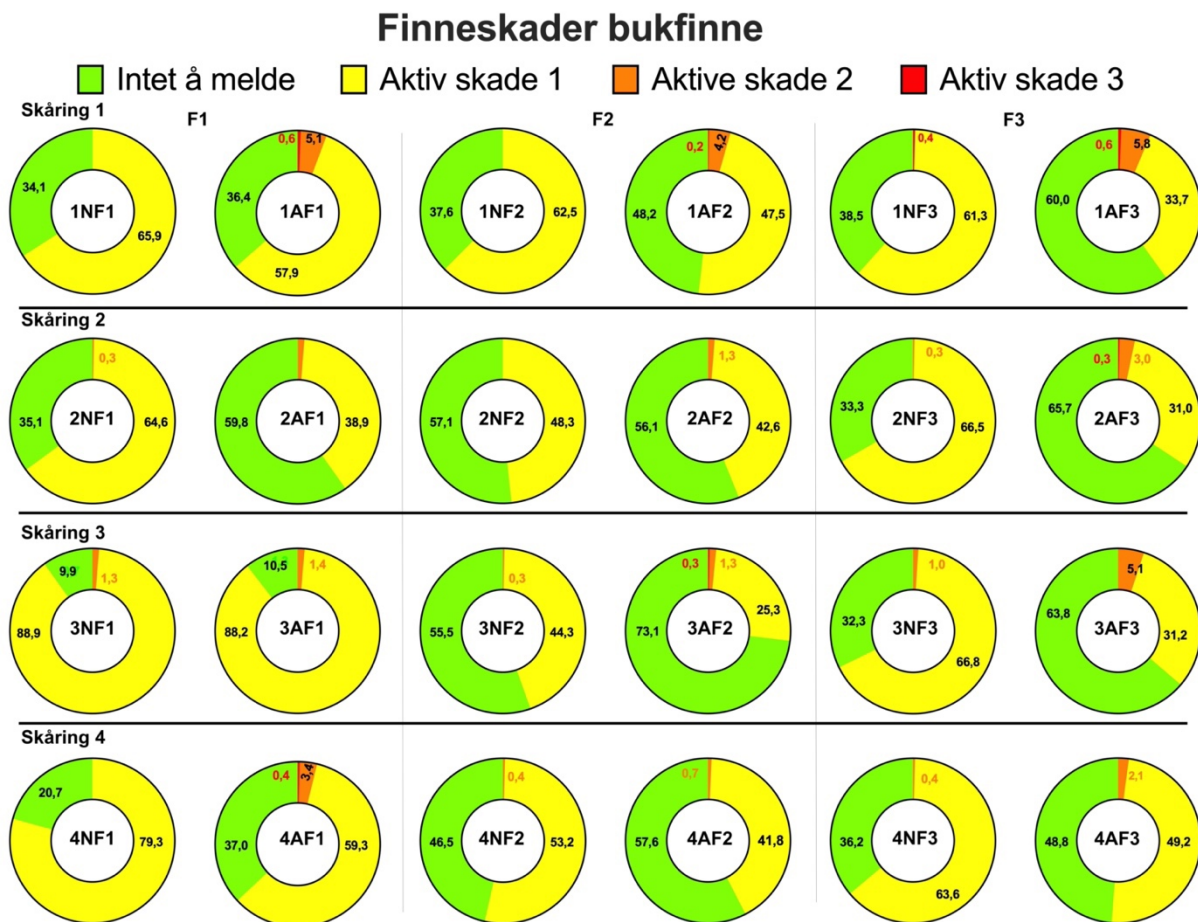 Finneskader bukfinne
Intet å melde Aktiv skade 1 Aktive skade 2 Aktiv skade 3
Skåring 1
F1 F2 F3
34,1 1NF1 65,9
0,6 5,1 36,4 1AF1 57,9
37,6 1NF2 62,5
0,2 4,2 48,2 1AF2 47,5
0,4 38,5 1NF3 61,3
0,6 5,8 60,0 1AF3 33,7
Skåring 2
0,3 35,1 2NF1 64,6
59,8 2AF1 38,9
57,1 2NF2 48,3
1,3 56,1 2AF2 42,6
0,3 33,3 2NF3 66,5
0,3 3,0 65,7 2AF3 31,0
Skåring 3
9,9 1,3 88,9 3NF1
10,5 1,4 88,2 3AF1
0,3 55,5 3NF2 44,3
0,3 1,3 73,1 3AF2 25,3
1,0 32,3 3NF3 66,8
5,1 63,8 3AF3 31,2
Skåring 4
20,7 4NF1 79,3
0,4 3,4 37,0 4AF1 59,3
0,4 46,5 4NF2 53,2
0,7 57,6 4AF2 41,8
0,4 36,2 4NF3 63,6
2,1 48,8 4AF3 49,2